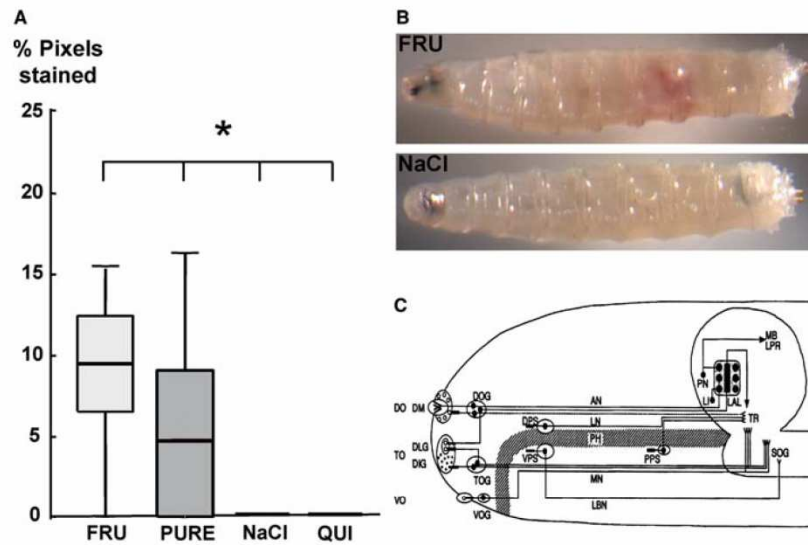 A
% Pixels
stained
25
20
15
10
5
0
*
FRU
PURE
NaCl
QUI
B
FRU
NaCl
C
MB
LPR
PN
LI
LAL
DO
DM
DOG
AN
LN
TR
DPS
PH
DLG
TO
DIG
TOG
VPS
PPS
SOG
MN
LBN
VO
VOG